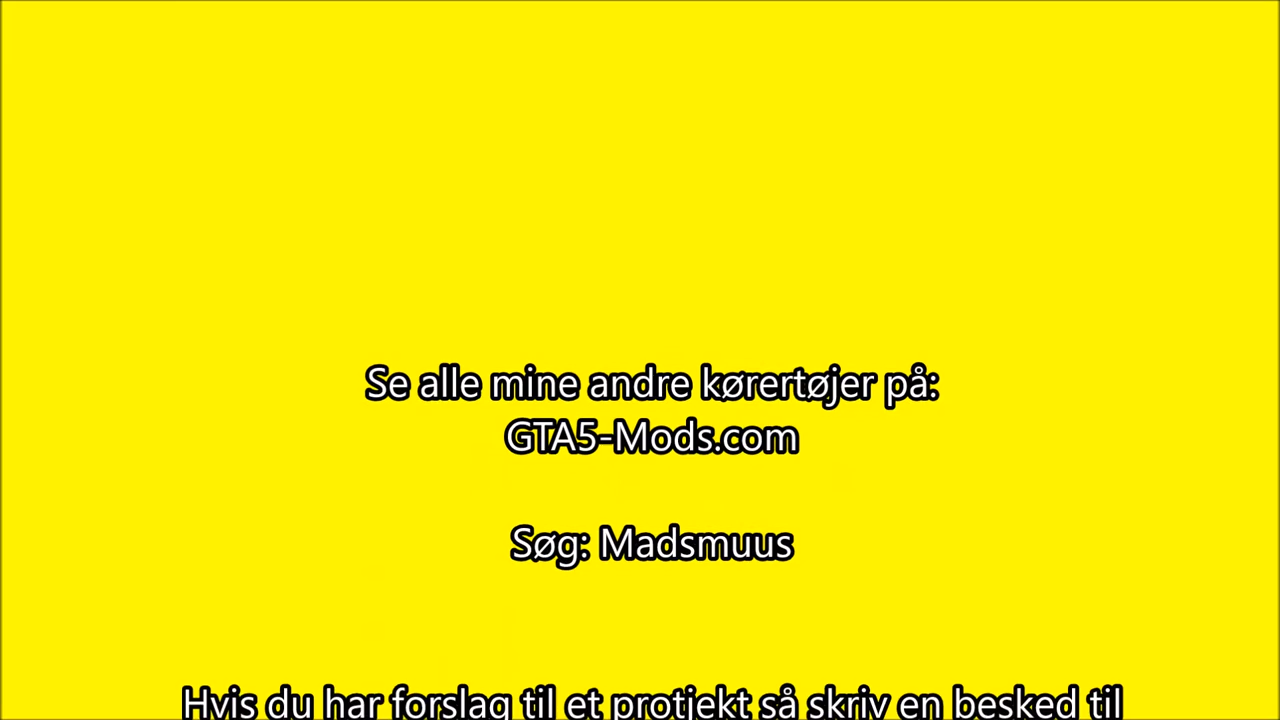 Se alle mine andre kørertøjer på:
GTA5-Mods.com
Søg: Madsmuus
Hvis du har forslag til et protjekt så skriv en besked til